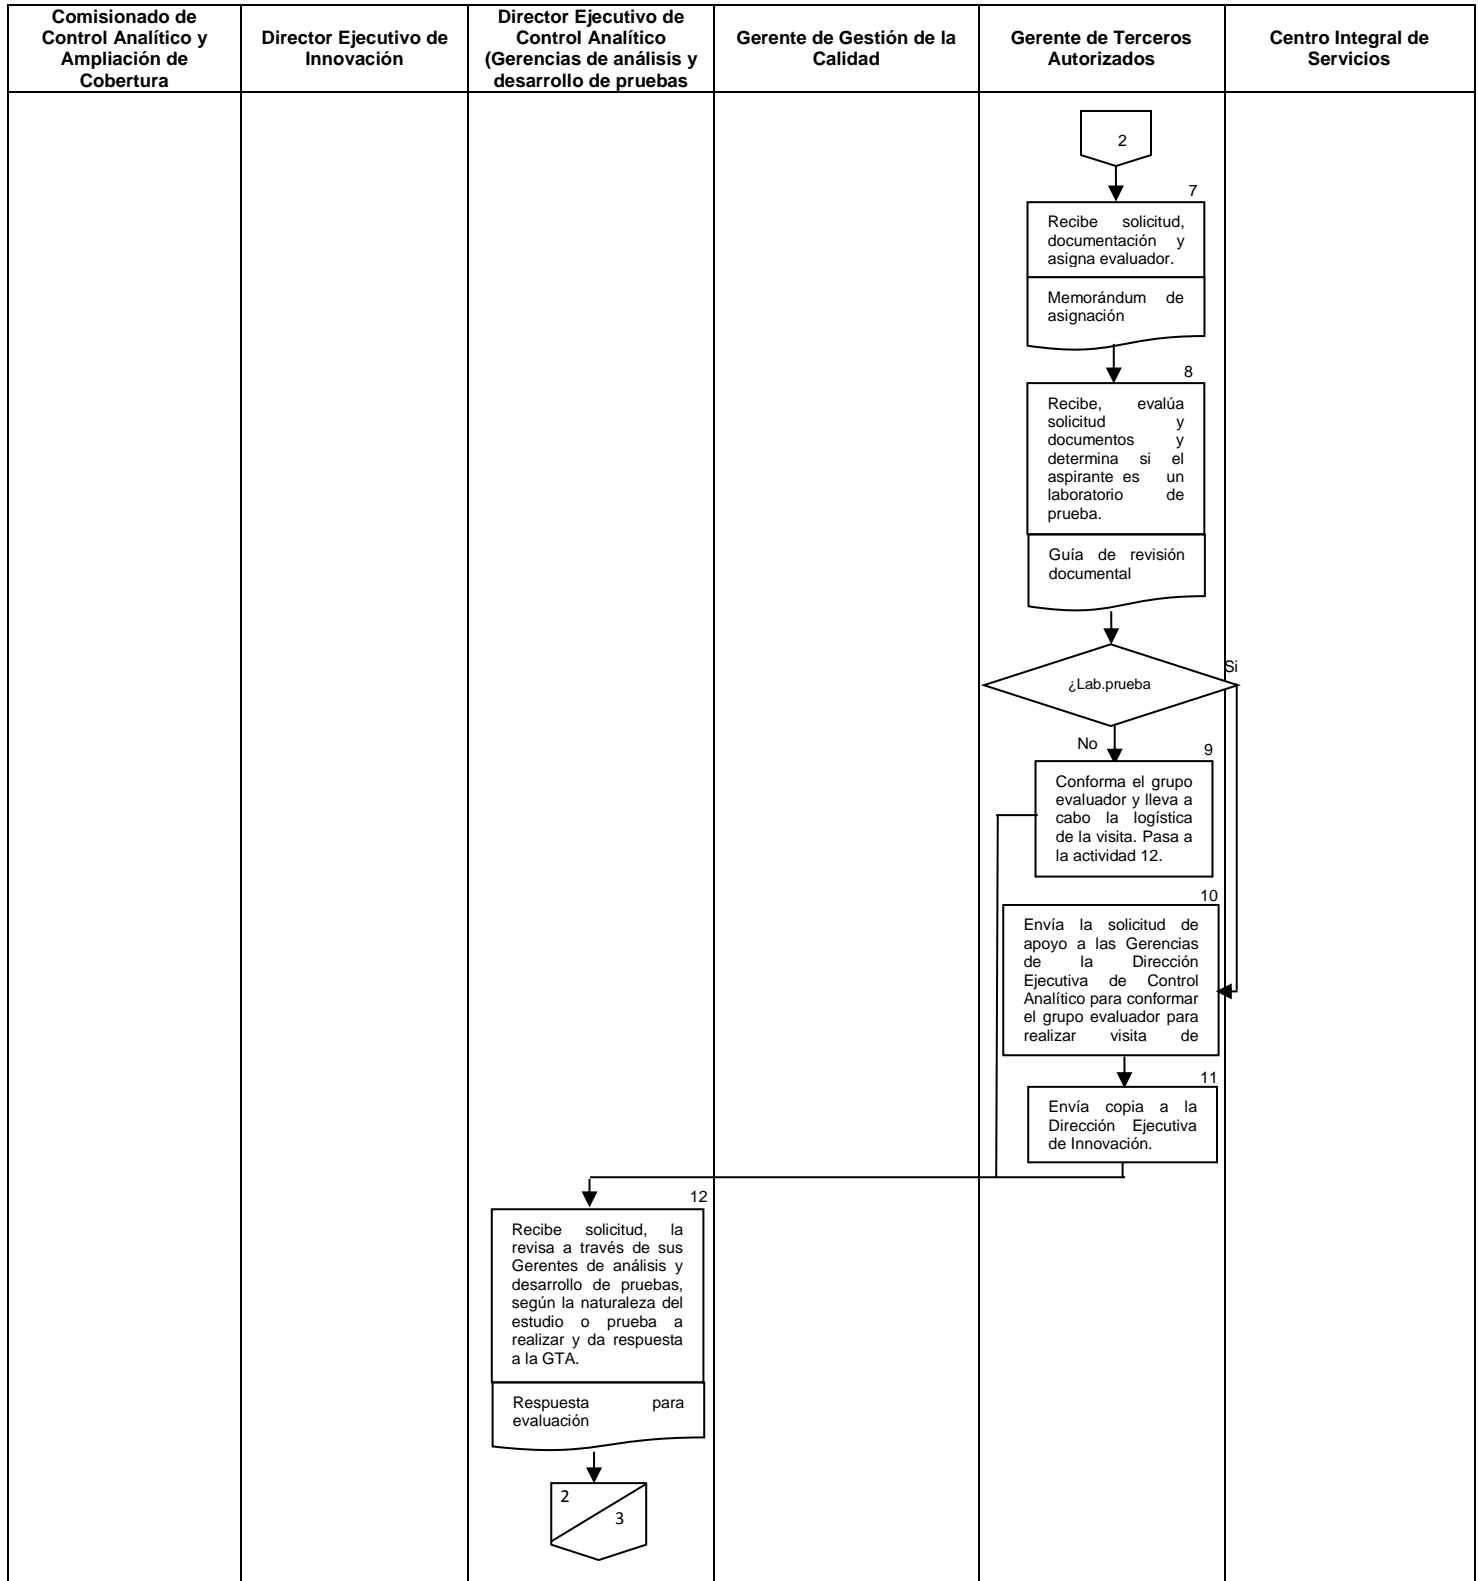 Comisionado de
Control Analítico y
Ampliación de
Cobertura
Director Ejecutivo de
Innovación
Director Ejecutivo de
Control Analítico
(Gerencias de análisis y
desarrollo de pruebas
Gerente de Gestión de la
Calidad
Gerente de Terceros
Autorizados
Centro Integral de
Servicios
2
7
Recibe solicitud,
documentación y
asigna evaluador.
Memorándum de
asignación
8
Recibe, evalúa
solicitud y
documentos y
determina si el
aspirante es un
laboratorio de
prueba.
Guía de revisión
documental
¿Lab.prueba
Si
No
9
Conforma el grupo
evaluador y lleva a
cabo la logística
de la visita. Pasa a
la actividad 12.
10
Envía la solicitud de
apoyo a las Gerencias
de la Dirección
Ejecutiva de Control
Analítico para conformar
el grupo evaluador para
realizar visita de
11
Envía copia a la
Dirección Ejecutiva
de Innovación.
12
Recibe solicitud, la
revisa a través de sus
Gerentes de análisis y
desarrollo de pruebas,
según la naturaleza del
estudio o prueba a
realizar y da respuesta
a la GTA.
Respuesta para
evaluación
2
3